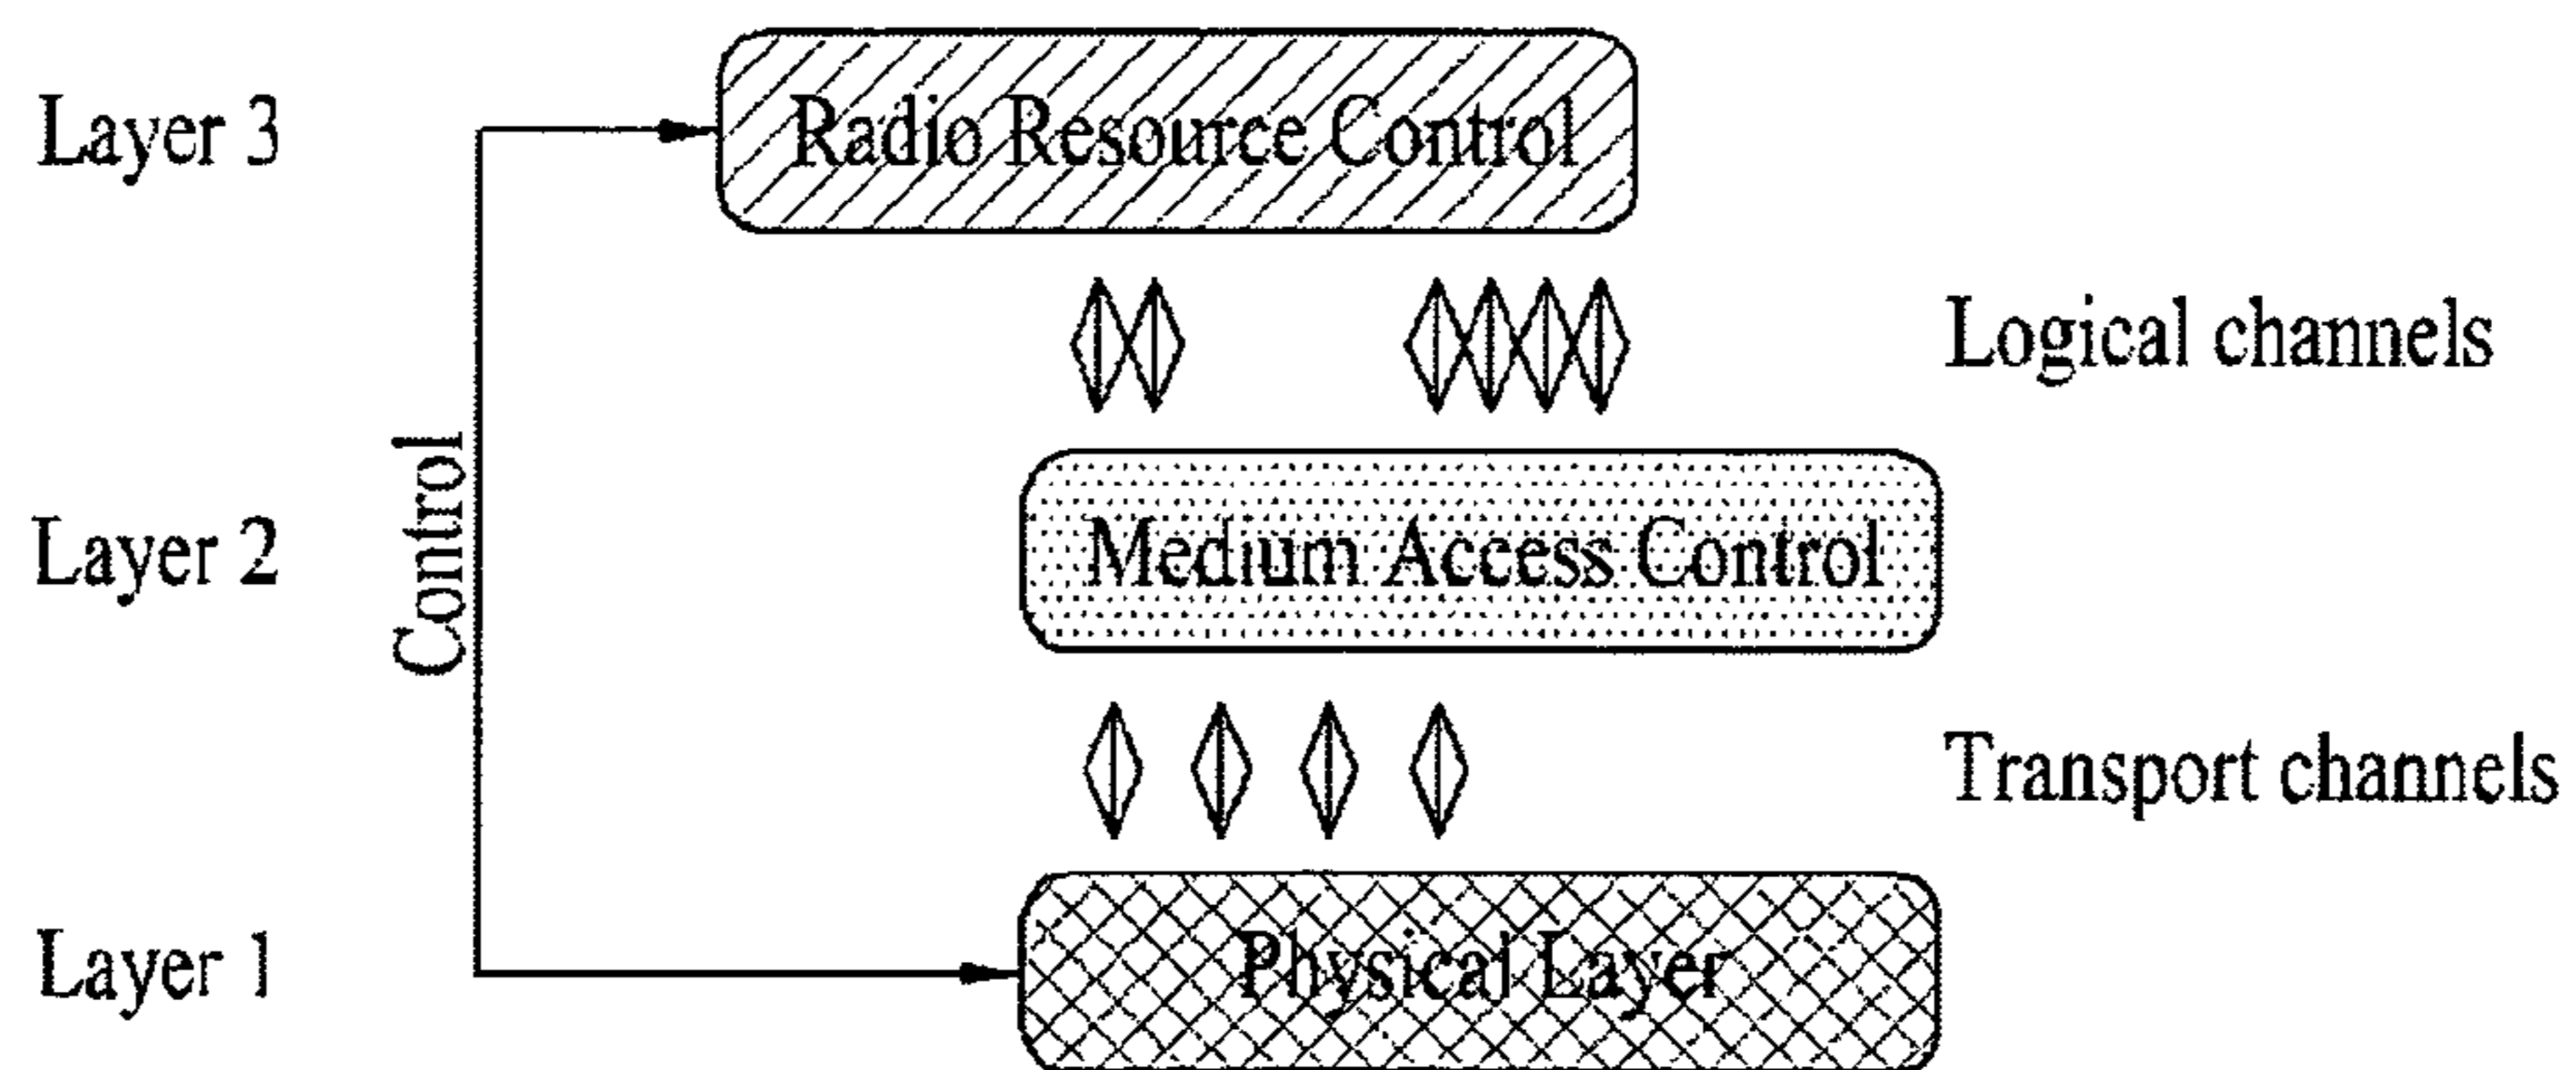 Layer 3
Radio Resource Control
Logical channels
Control
Layer 2
Medium Access Control
Transport channels
Layer 1
Physical Layer